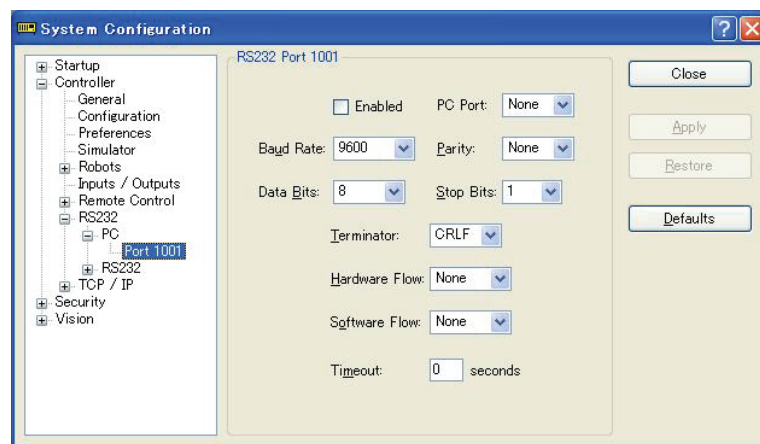 System Configuration
Startup
Controller
General
Configuration
Preferences
Simulator
Robots
Inputs / Outputs
Remote Control
RS232
PC
Port 1001
RS232
TCP / IP
Security
Vision
RS232 Port 1001
Enabled PC Port: None
Baud Rate: 9600 Parity: None
Data Bits: 8 Stop Bits: 1
Terminator: CRLF
Hardware Flow: None
Software Flow: None
Timeout: 0 seconds
Close
Apply
Restore
Defaults